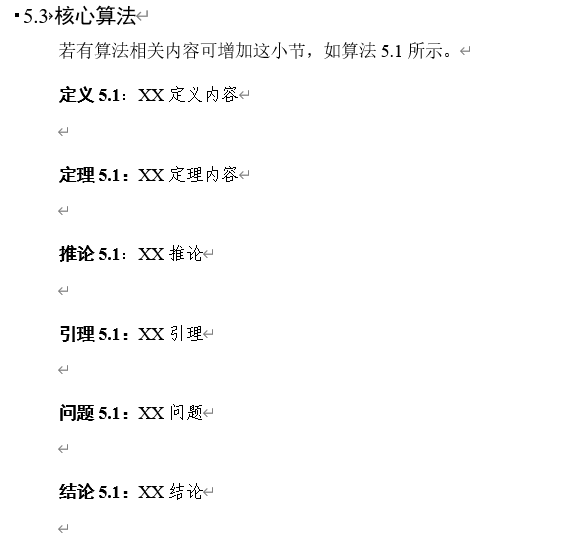 5.3 核心算法
若有算法相关内容可增加这小节，如算法 5.1 所示。
定义 5.1：XX 定义内容
定理 5.1：XX 定理内容
推论 5.1：XX 推论
引理 5.1：XX 引理
问题 5.1：XX 问题
结论 5.1：XX 结论